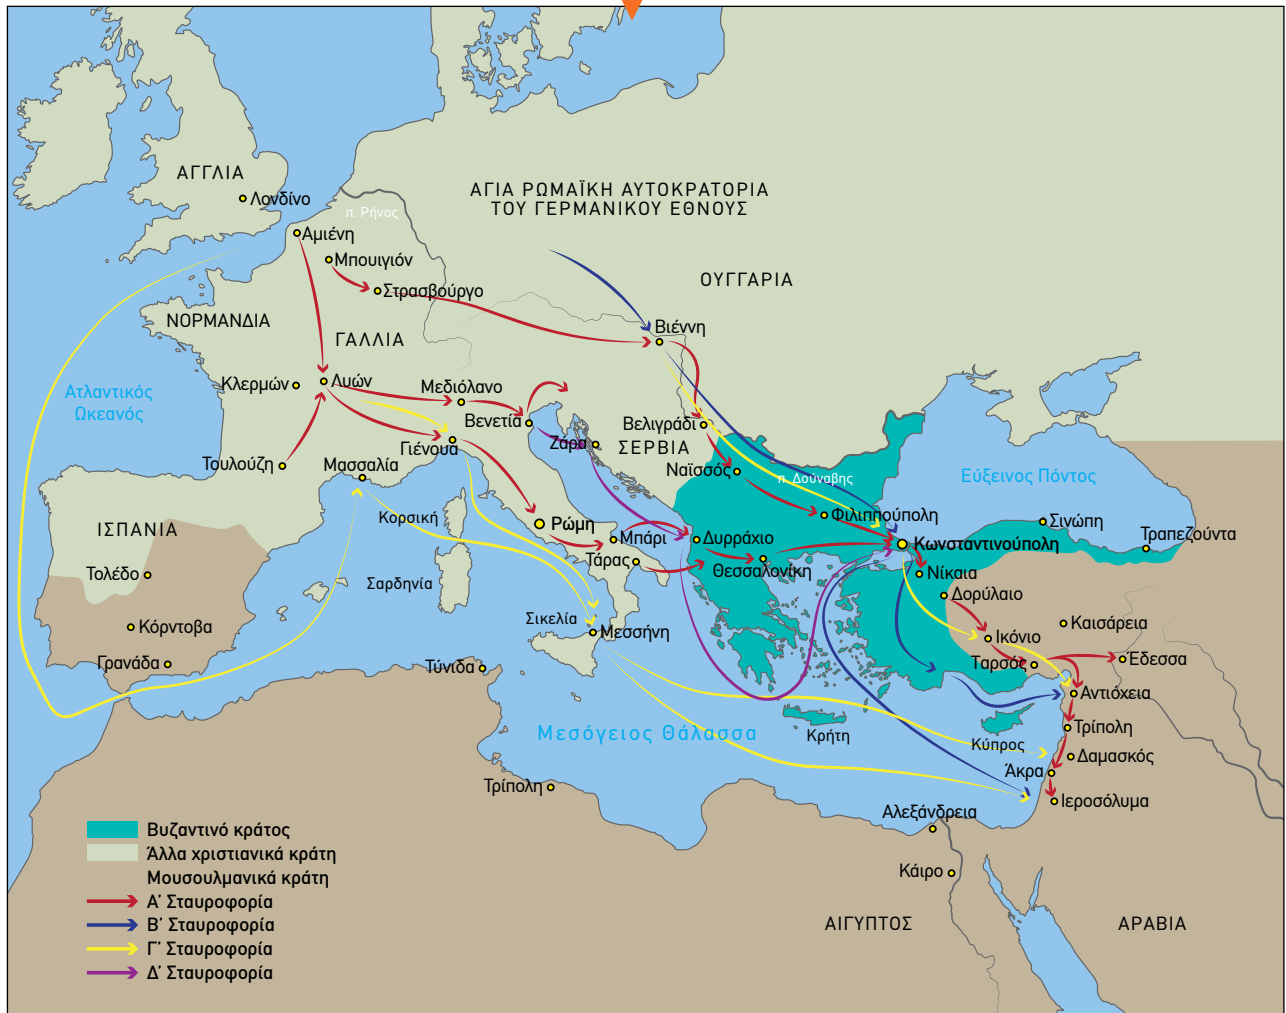 ΑΓΓΛΙΑ
Λονδίνο
π. Ρήνος
ΑΓΙΑ ΡΩΜΑΪΚΗ ΑΥΤΟΚΡΑΤΟΡΙΑ
ΤΟΥ ΓΕΡΜΑΝΙΚΟΥ ΕΘΝΟΥΣ
Αμιένη
Μπουιγιόν
Στρασβούργο
ΟΥΓΓΑΡΙΑ
ΝΟΡΜΑΝΔΙΑ
ΓΑΛΛΙΑ
Βιέννη
Ατλαντικός
Ωκεανός
Κλερμών
Λυών
Μεδιόλανο
Βενετία
Ζάρα
Βελιγράδι
ΣΕΡΒΙΑ
Γιένουα
Τουλούζη
Μασσαλία
Ναϊσσός
π. Δούναβης
Εύξεινος Πόντος
Κορσική
Ρώμη
Φιλιππούπολη
Σινώπη
ΙΣΠΑΝΙΑ
Μπάρι
Δυρράχιο
Κωνσταντινούπολη
Τραπεζούντα
Τολέδο
Σαρδηνία
Τάρας
Θεσσαλονίκη
Νίκαια
Δορύλαιο
Κόρντοβα
Σικελία
Μεσσήνη
Ικόνιο
Καισάρεια
Γρανάδα
Τύνιδα
Ταρσός
Έδεσσα
Αντιόχεια
Μεσόγειος Θάλασσα
Κρήτη
Κύπρος
Τρίπολη
Δαμασκός
Άκρα
Τρίπολη
Ιεροσόλυμα
Αλεξάνδρεια
Κάιρο
ΑΙΓΥΠΤΟΣ
ΑΡΑΒΙΑ
Βυζαντινό κράτος
Άλλα χριστιανικά κράτη
Μουσουλμανικά κράτη
Α' Σταυροφορία
Β' Σταυροφορία
Γ' Σταυροφορία
Δ' Σταυροφορία